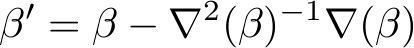 β′ = β − ∇²(β)⁻¹∇(β)